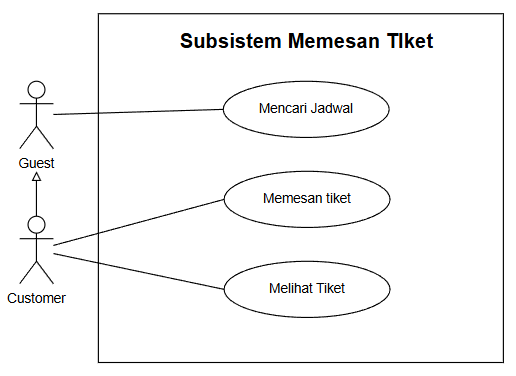 Subsistem Memesan TIket
Mencari Jadwal
Guest
Memesan tiket
Melihat Tiket
Customer